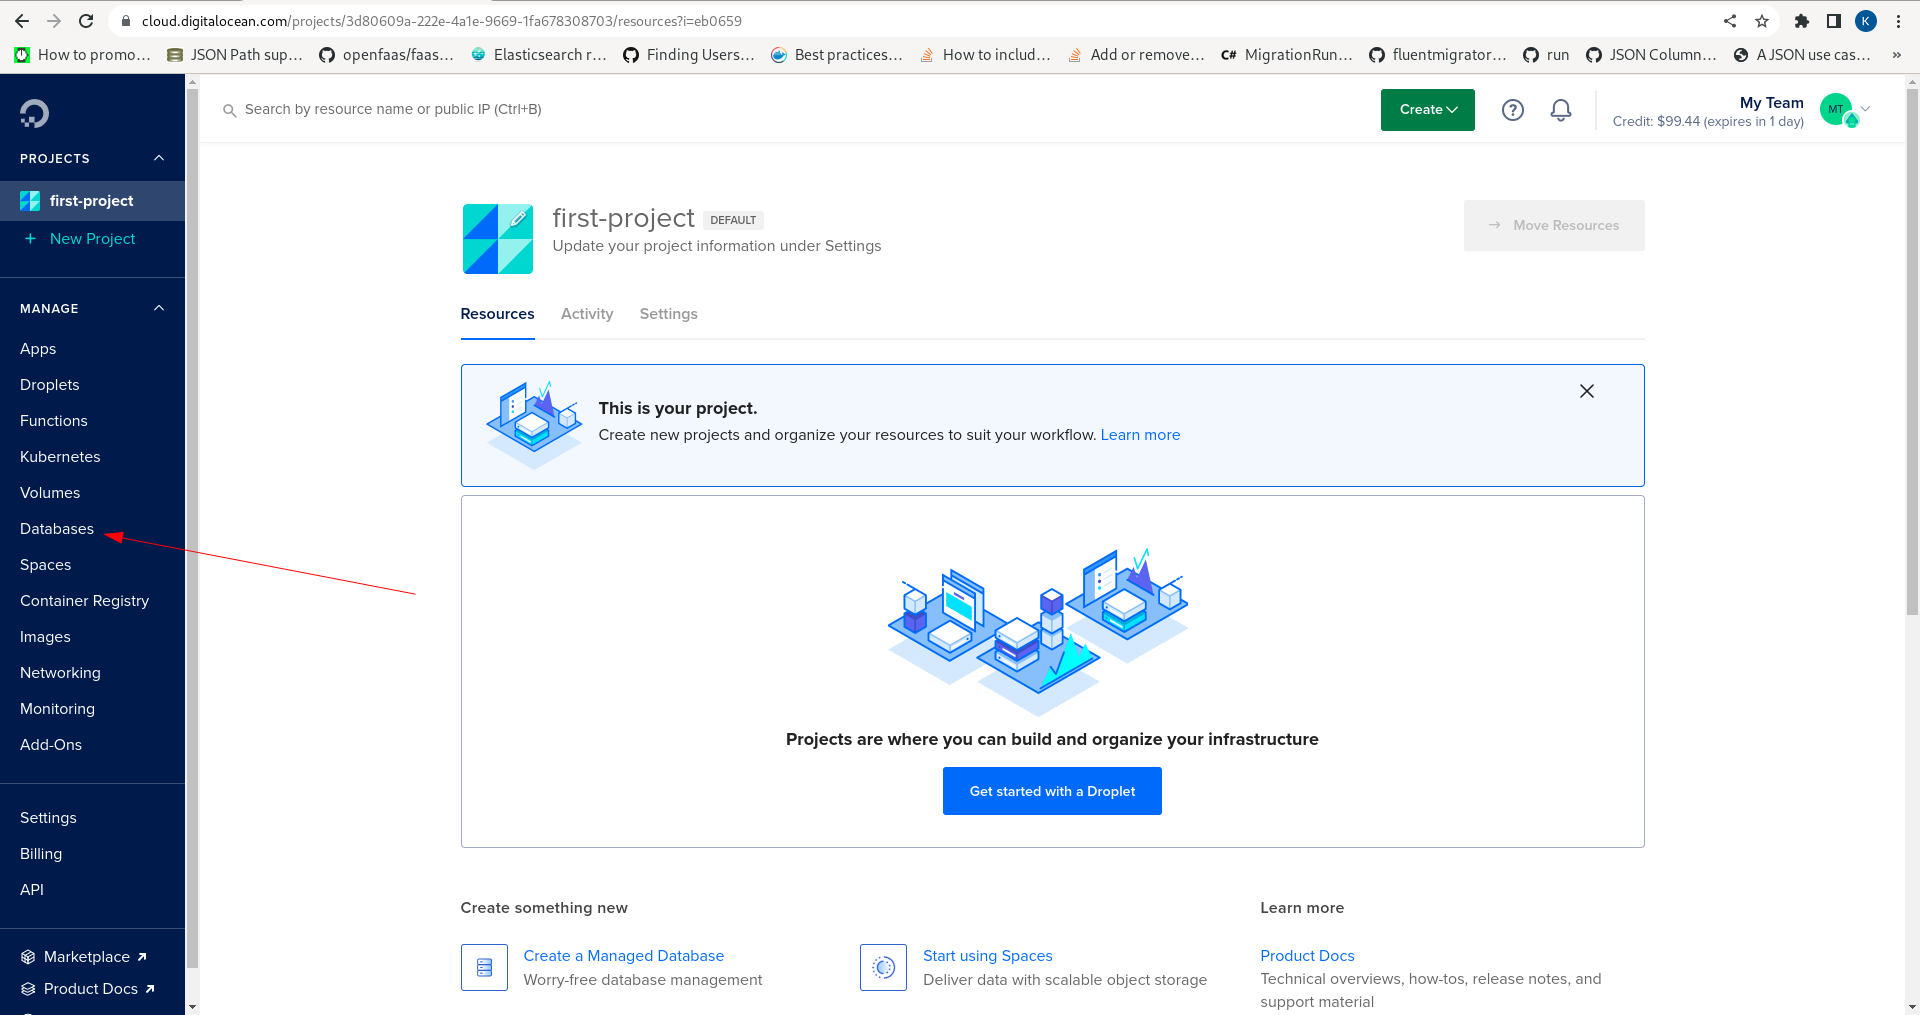 cloud.digitalocean.com/projects/3d80609a-222e-4a1e-9669-1fa678308703/resources?i=eb0659
K
How to promo...
JSON Path sup...
openfaas/faas...
Elasticsearch r...
Finding Users...
Best practices...
How to includ...
Add or remove...
C# MigrationRun...
fluentmigrator...
run
JSON Column...
A JSON use cas...
»
Search by resource name or public IP (Ctrl+B)
Create
My Team
Credit: $99.44 (expires in 1 day)
MT
PROJECTS
first-project
+ New Project
MANAGE
Apps
Droplets
Functions
Kubernetes
Volumes
Databases
Spaces
Container Registry
Images
Networking
Monitoring
Add-Ons
Settings
Billing
API
Marketplace
Product Docs
first-project DEFAULT
Update your project information under Settings
Move Resources
Resources
Activity
Settings
This is your project.
Create new projects and organize your resources to suit your workflow. Learn more
Projects are where you can build and organize your infrastructure
Get started with a Droplet
Create something new
Create a Managed Database
Worry-free database management
Start using Spaces
Deliver data with scalable object storage
Learn more
Product Docs
Technical overviews, how-tos, release notes, and
support material